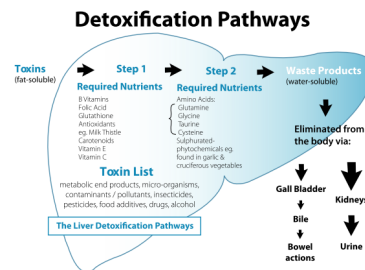 Detoxification Pathways
Toxins
(fat-soluble)
Step 1
Required Nutrients
B Vitamins
Folic Acid
Glutathione
Antioxidants
eg. Milk Thistle
Carotenoids
Vitamin E
Vitamin C
Step 2
Required Nutrients
Amino Acids:
Glutamine
Glycine
Taurine
Cysteine
Sulphurated-
phytochemicals eg.
found in garlic &
cruciferous vegetables
Waste Products
(water-soluble)
Eliminated from
the body via:
Gall Bladder
Bile
Bowel
actions
Kidneys
Urine
Toxin List
metabolic end products, micro-organisms,
contaminants / pollutants, insecticides,
pesticides, food additives, drugs, alcohol
The Liver Detoxification Pathways